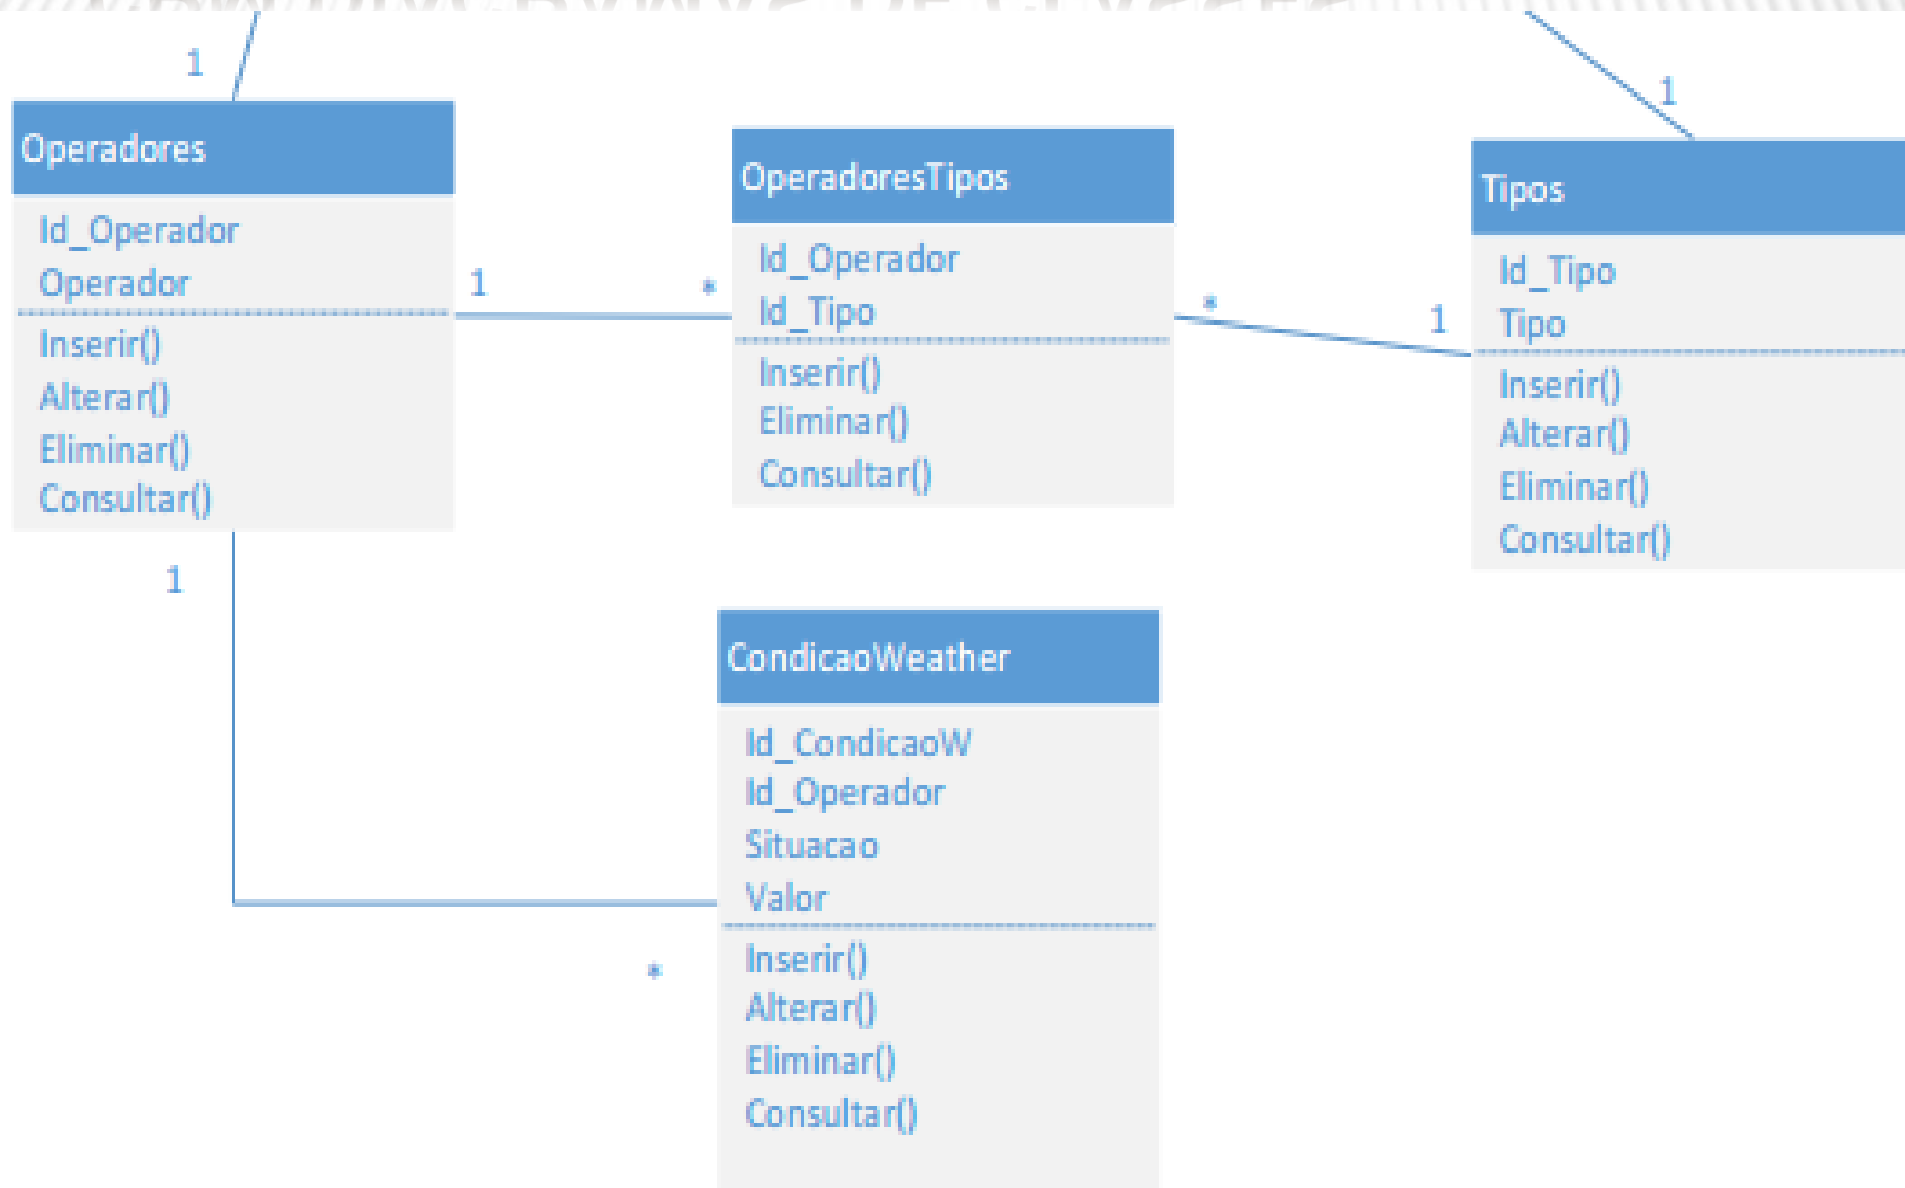 1
1
Operadores
Id_Operador
Operador
Inserir()
Alterar()
Eliminar()
Consultar()
1
*
OperadoresTipos
Id_Operador
Id_Tipo
Inserir()
Eliminar()
Consultar()
*
1
Tipos
Id_Tipo
Tipo
Inserir()
Alterar()
Eliminar()
Consultar()
1
*
CondicaoWeather
Id_CondicaoW
Id_Operador
Situacao
Valor
Inserir()
Alterar()
Eliminar()
Consultar()